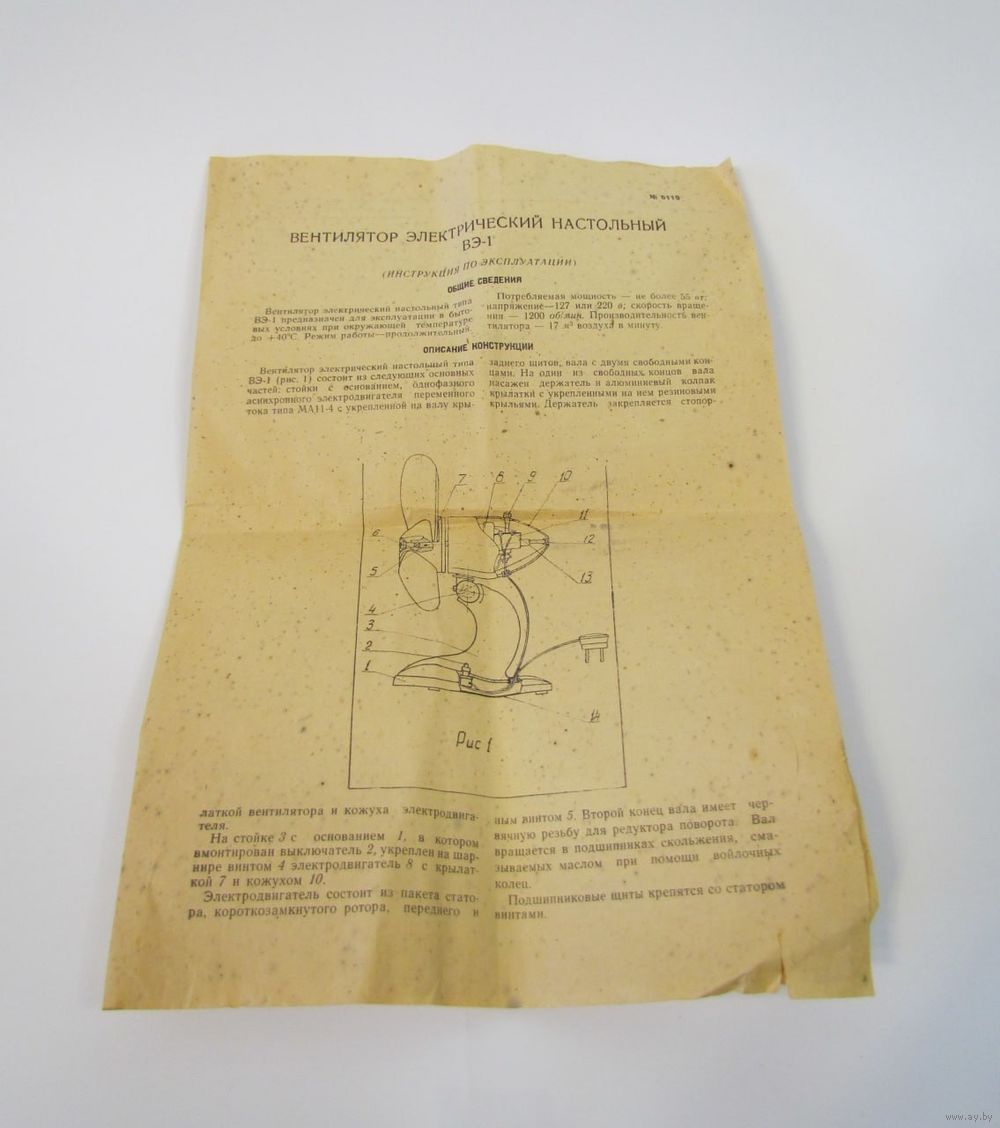 № 6119
ВЕНТИЛЯТОР ЭЛЕКТРИЧЕСКИЙ НАСТОЛЬНЫЙ
ВЭ-1
(ИНСТРУКЦИЯ ПО ЭКСПЛУАТАЦИИ)
ОБЩИЕ СВЕДЕНИЯ
Вентилятор электрический настольный типа
ВЭ-1 предназначен для эксплуатации в быто-
вых условиях при окружающей температуре
до +40°С. Режим работы—продолжительный.
Потребляемая мощность — не более 55 вт;
напряжение—127 или 220 в; скорость враще-
ния — 1200 об/мин. Производительность вен-
тилятора — 17 м³ воздуха в минуту.
ОПИСАНИЕ КОНСТРУКЦИИ
Вентилятор электрический настольный типа
ВЭ-1 (рис. 1) состоит из следующих основных
частей: стойки с основанием, однофазного
асинхронного электродвигателя переменного
тока типа МА11-4 с укрепленной на валу кры-
заднего щитов, вала с двумя свободными кон-
цами. На один из свободных концов вала
насажен держатель и алюминиевый колпак
крылатки с укрепленными на нем резиновыми
крыльями. Держатель закрепляется стопор-
7
8
9
10
11
12
13
6
5
4
3
2
1
14
Рис 1
латкой вентилятора и кожуха электродвига-
теля.
На стойке 3 с основанием 1, в котором
вмонтирован выключатель 2, укреплен на шар-
нире винтом 4 электродвигатель 8 с крылат-
кой 7 и кожухом 10.
Электродвигатель состоит из пакета стато-
ра, короткозамкнутого ротора, переднего и
ным винтом 5. Второй конец вала имеет чер-
вячную резьбу для редуктора поворота. Вал
вращается в подшипниках скольжения, сма-
зываемых маслом при помощи войлочных
колец.
Подшипниковые щиты крепятся со статором
винтами.
www.ay.by